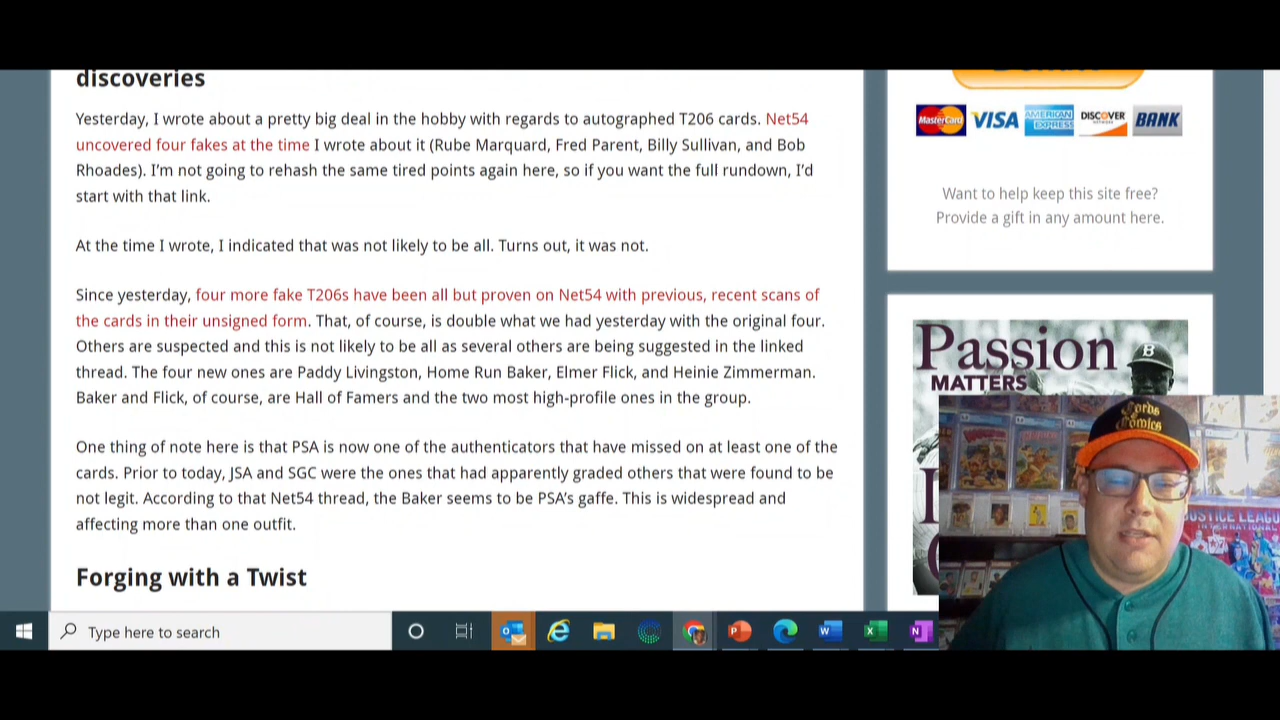 discoveries
Yesterday, I wrote about a pretty big deal in the hobby with regards to autographed T206 cards. Net54
uncovered four fakes at the time I wrote about it (Rube Marquard, Fred Parent, Billy Sullivan, and Bob
Rhoades). I’m not going to rehash the same tired points again here, so if you want the full rundown, I’d
start with that link.
At the time I wrote, I indicated that was not likely to be all. Turns out, it was not.
Since yesterday, four more fake T206s have been all but proven on Net54 with previous, recent scans of
the cards in their unsigned form. That, of course, is double what we had yesterday with the original four.
Others are suspected and this is not likely to be all as several others are being suggested in the linked
thread. The four new ones are Paddy Livingston, Home Run Baker, Elmer Flick, and Heinie Zimmerman.
Baker and Flick, of course, are Hall of Famers and the two most high-profile ones in the group.
One thing of note here is that PSA is now one of the authenticators that have missed on at least one of the
cards. Prior to today, JSA and SGC were the ones that had apparently graded others that were found to be
not legit. According to that Net54 thread, the Baker seems to be PSA’s gaffe. This is widespread and
affecting more than one outfit.
Forging with a Twist
MasterCard VISA AMERICAN EXPRESS DISCOVER BANK
Want to help keep this site free?
Provide a gift in any amount here.
Passion
MATTERS
B
Lords
Comics
JUSTICE LEAGUE
INTERNATIONAL
Type here to search